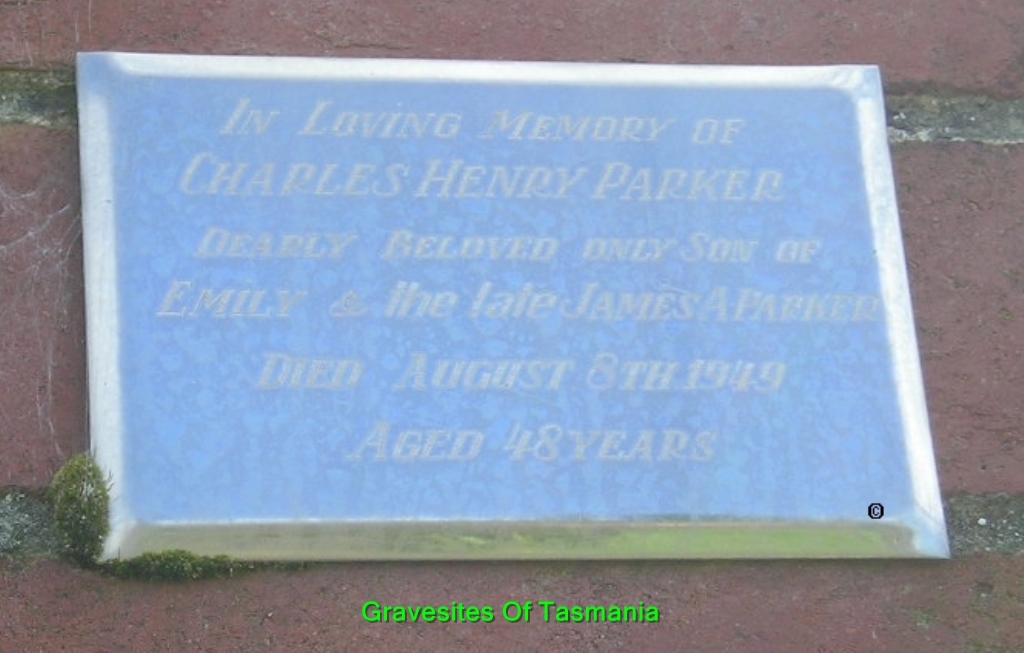 In Loving Memory of
Charles Henry Parker
Dearly Beloved only Son of
Emily & the late James A Parker
Died August 8th 1949
Aged 48 years
©
Gravesites Of Tasmania